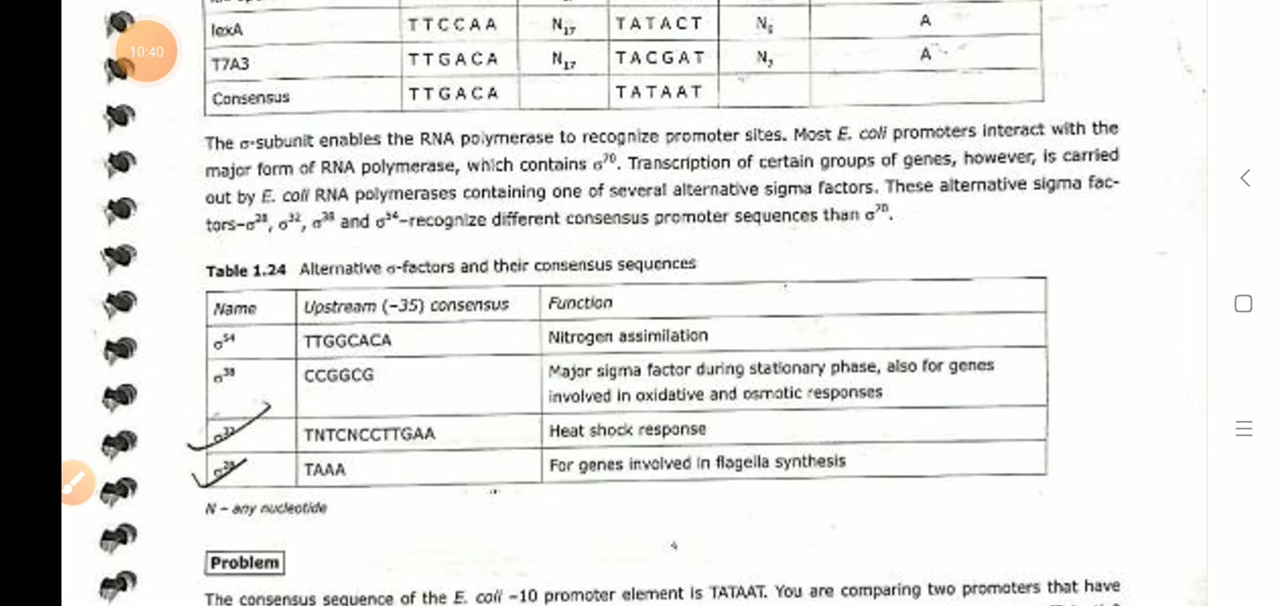 10:40
lexA TTCCAA N₁₇ TATACT N₆ A
T7A3 TTGACA N₁₇ TACGAT N₇ A
Consensus TTGACA TATAAT
The σ-subunit enables the RNA polymerase to recognize promoter sites. Most E. coli promoters interact with the
major form of RNA polymerase, which contains σ⁷⁰. Transcription of certain groups of genes, however, is carried
out by E. coli RNA polymerases containing one of several alternative sigma factors. These alternative sigma fac-
tors–σ²⁸, σ³², σ³⁸ and σ⁵⁴–recognize different consensus promoter sequences than σ⁷⁰.
Table 1.24 Alternative σ-factors and their consensus sequences
Name Upstream (–35) consensus Function
σ⁵⁴ TTGGCACA Nitrogen assimilation
σ³⁸ CCGGCG Major sigma factor during stationary phase, also for genes
involved in oxidative and osmotic responses
σ³² TNTCNCCTTGAA Heat shock response
σ²⁸ TAAA For genes involved in flagella synthesis
N – any nucleotide
Problem
The consensus sequence of the E. coli –10 promoter element is TATAAT. You are comparing two promoters that have